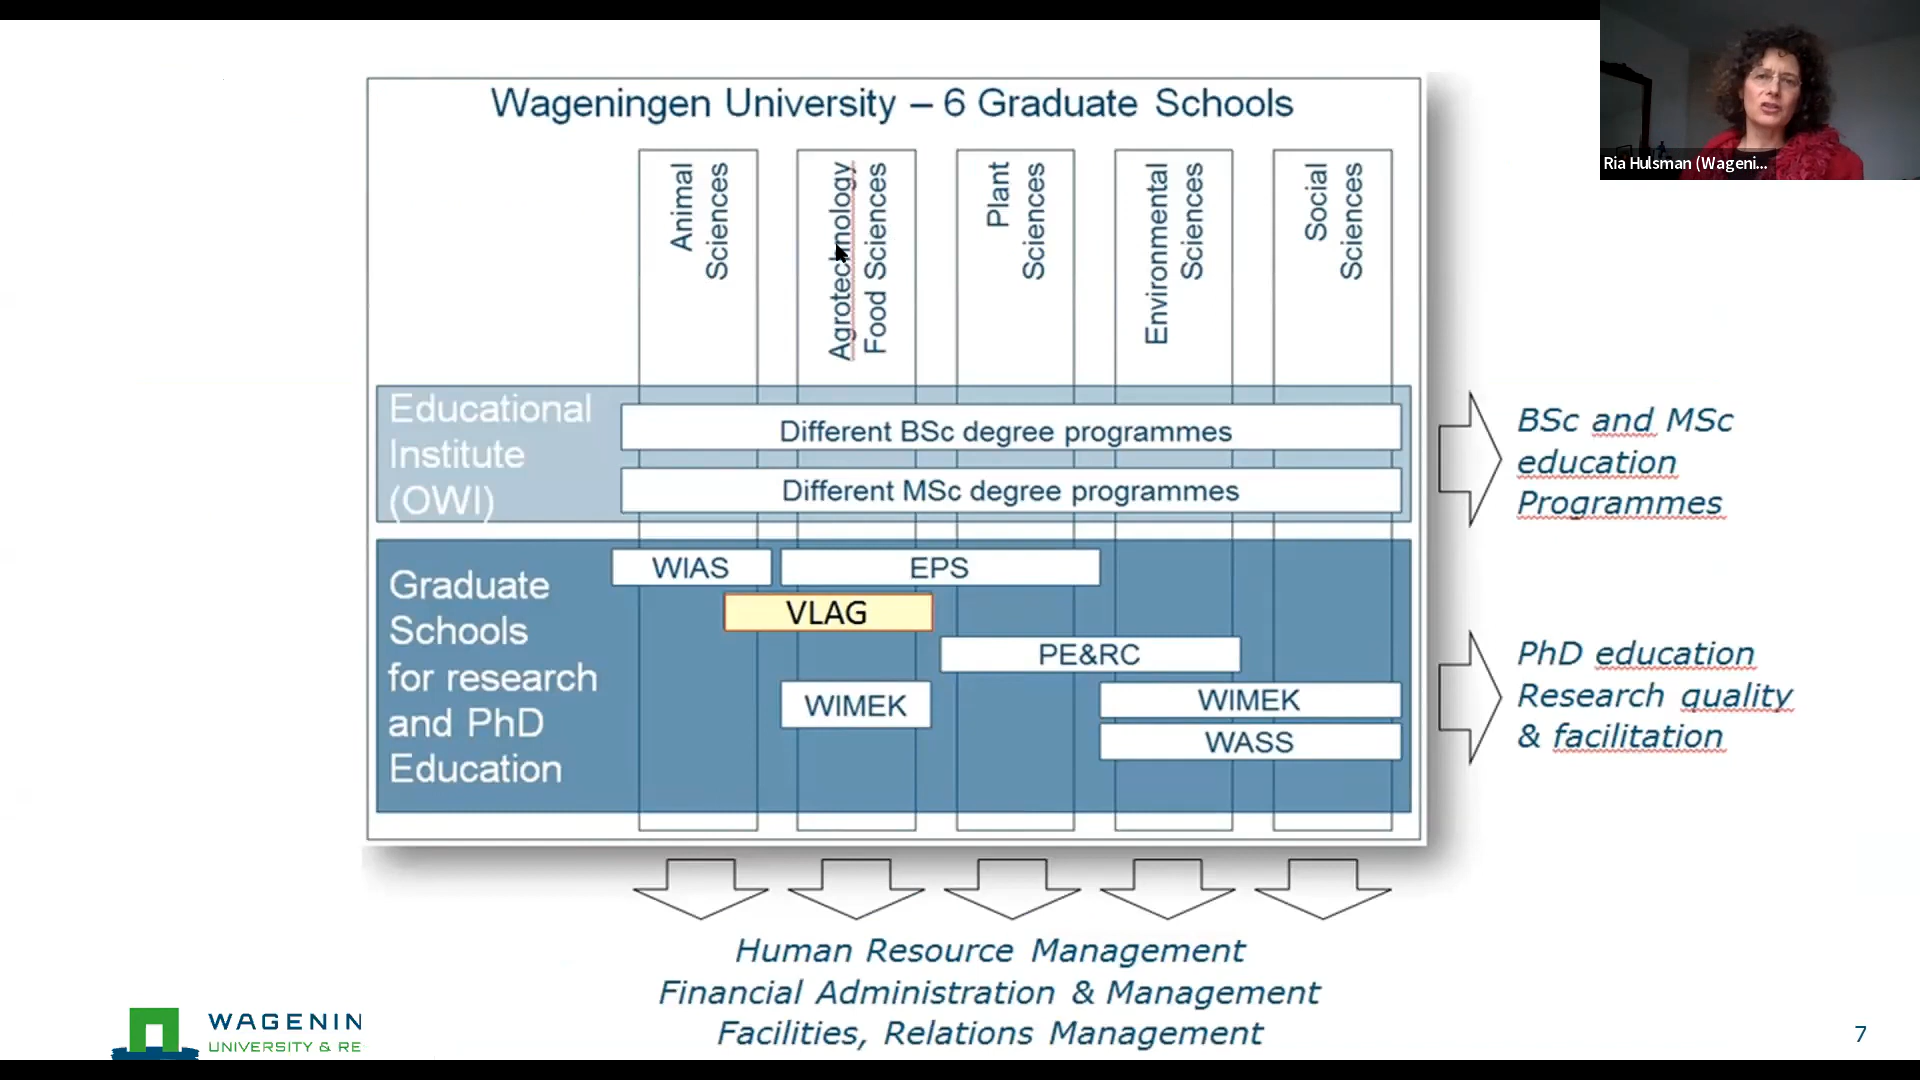 Wageningen University – 6 Graduate Schools
Ria Hulsman (Wageni...
Animal
Sciences
Agrotechnology
Food Sciences
Plant
Sciences
Environmental
Sciences
Social
Sciences
Educational
Institute
(OWI)
Different BSc degree programmes
Different MSc degree programmes
BSc and MSc
education
Programmes
Graduate
Schools
for research
and PhD
Education
WIAS
EPS
VLAG
PE&RC
WIMEK
WIMEK
WASS
PhD education
Research quality
& facilitation
Human Resource Management
Financial Administration & Management
Facilities, Relations Management
WAGENIN
UNIVERSITY & RE
7